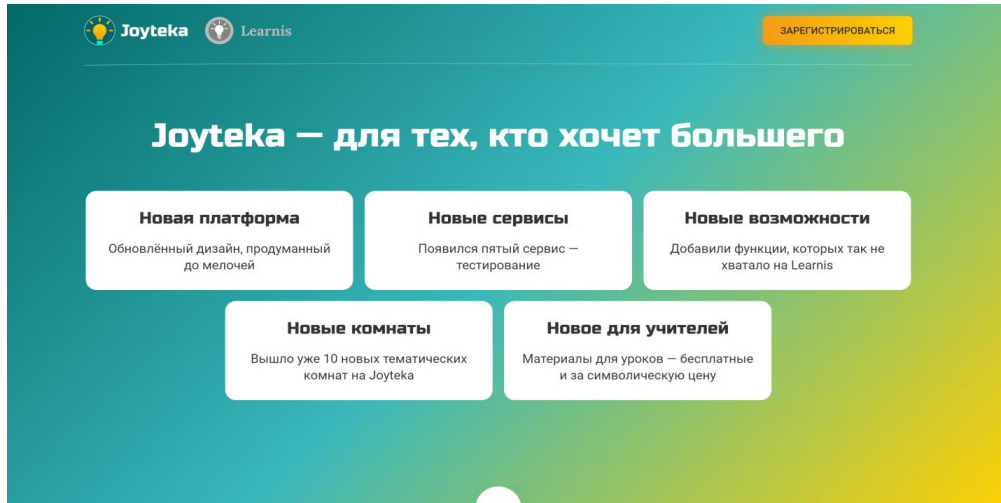 Joyteka Learnis ЗАРЕГИСТРИРОВАТЬСЯ
Joyteka — для тех, кто хочет большего
Новая платформа
Обновлённый дизайн, продуманный
до мелочей
Новые сервисы
Появился пятый сервис —
тестирование
Новые возможности
Добавили функции, которых так не
хватало на Learnis
Новые комнаты
Вышло уже 10 новых тематических
комнат на Joyteka
Новое для учителей
Материалы для уроков — бесплатные
и за символическую цену